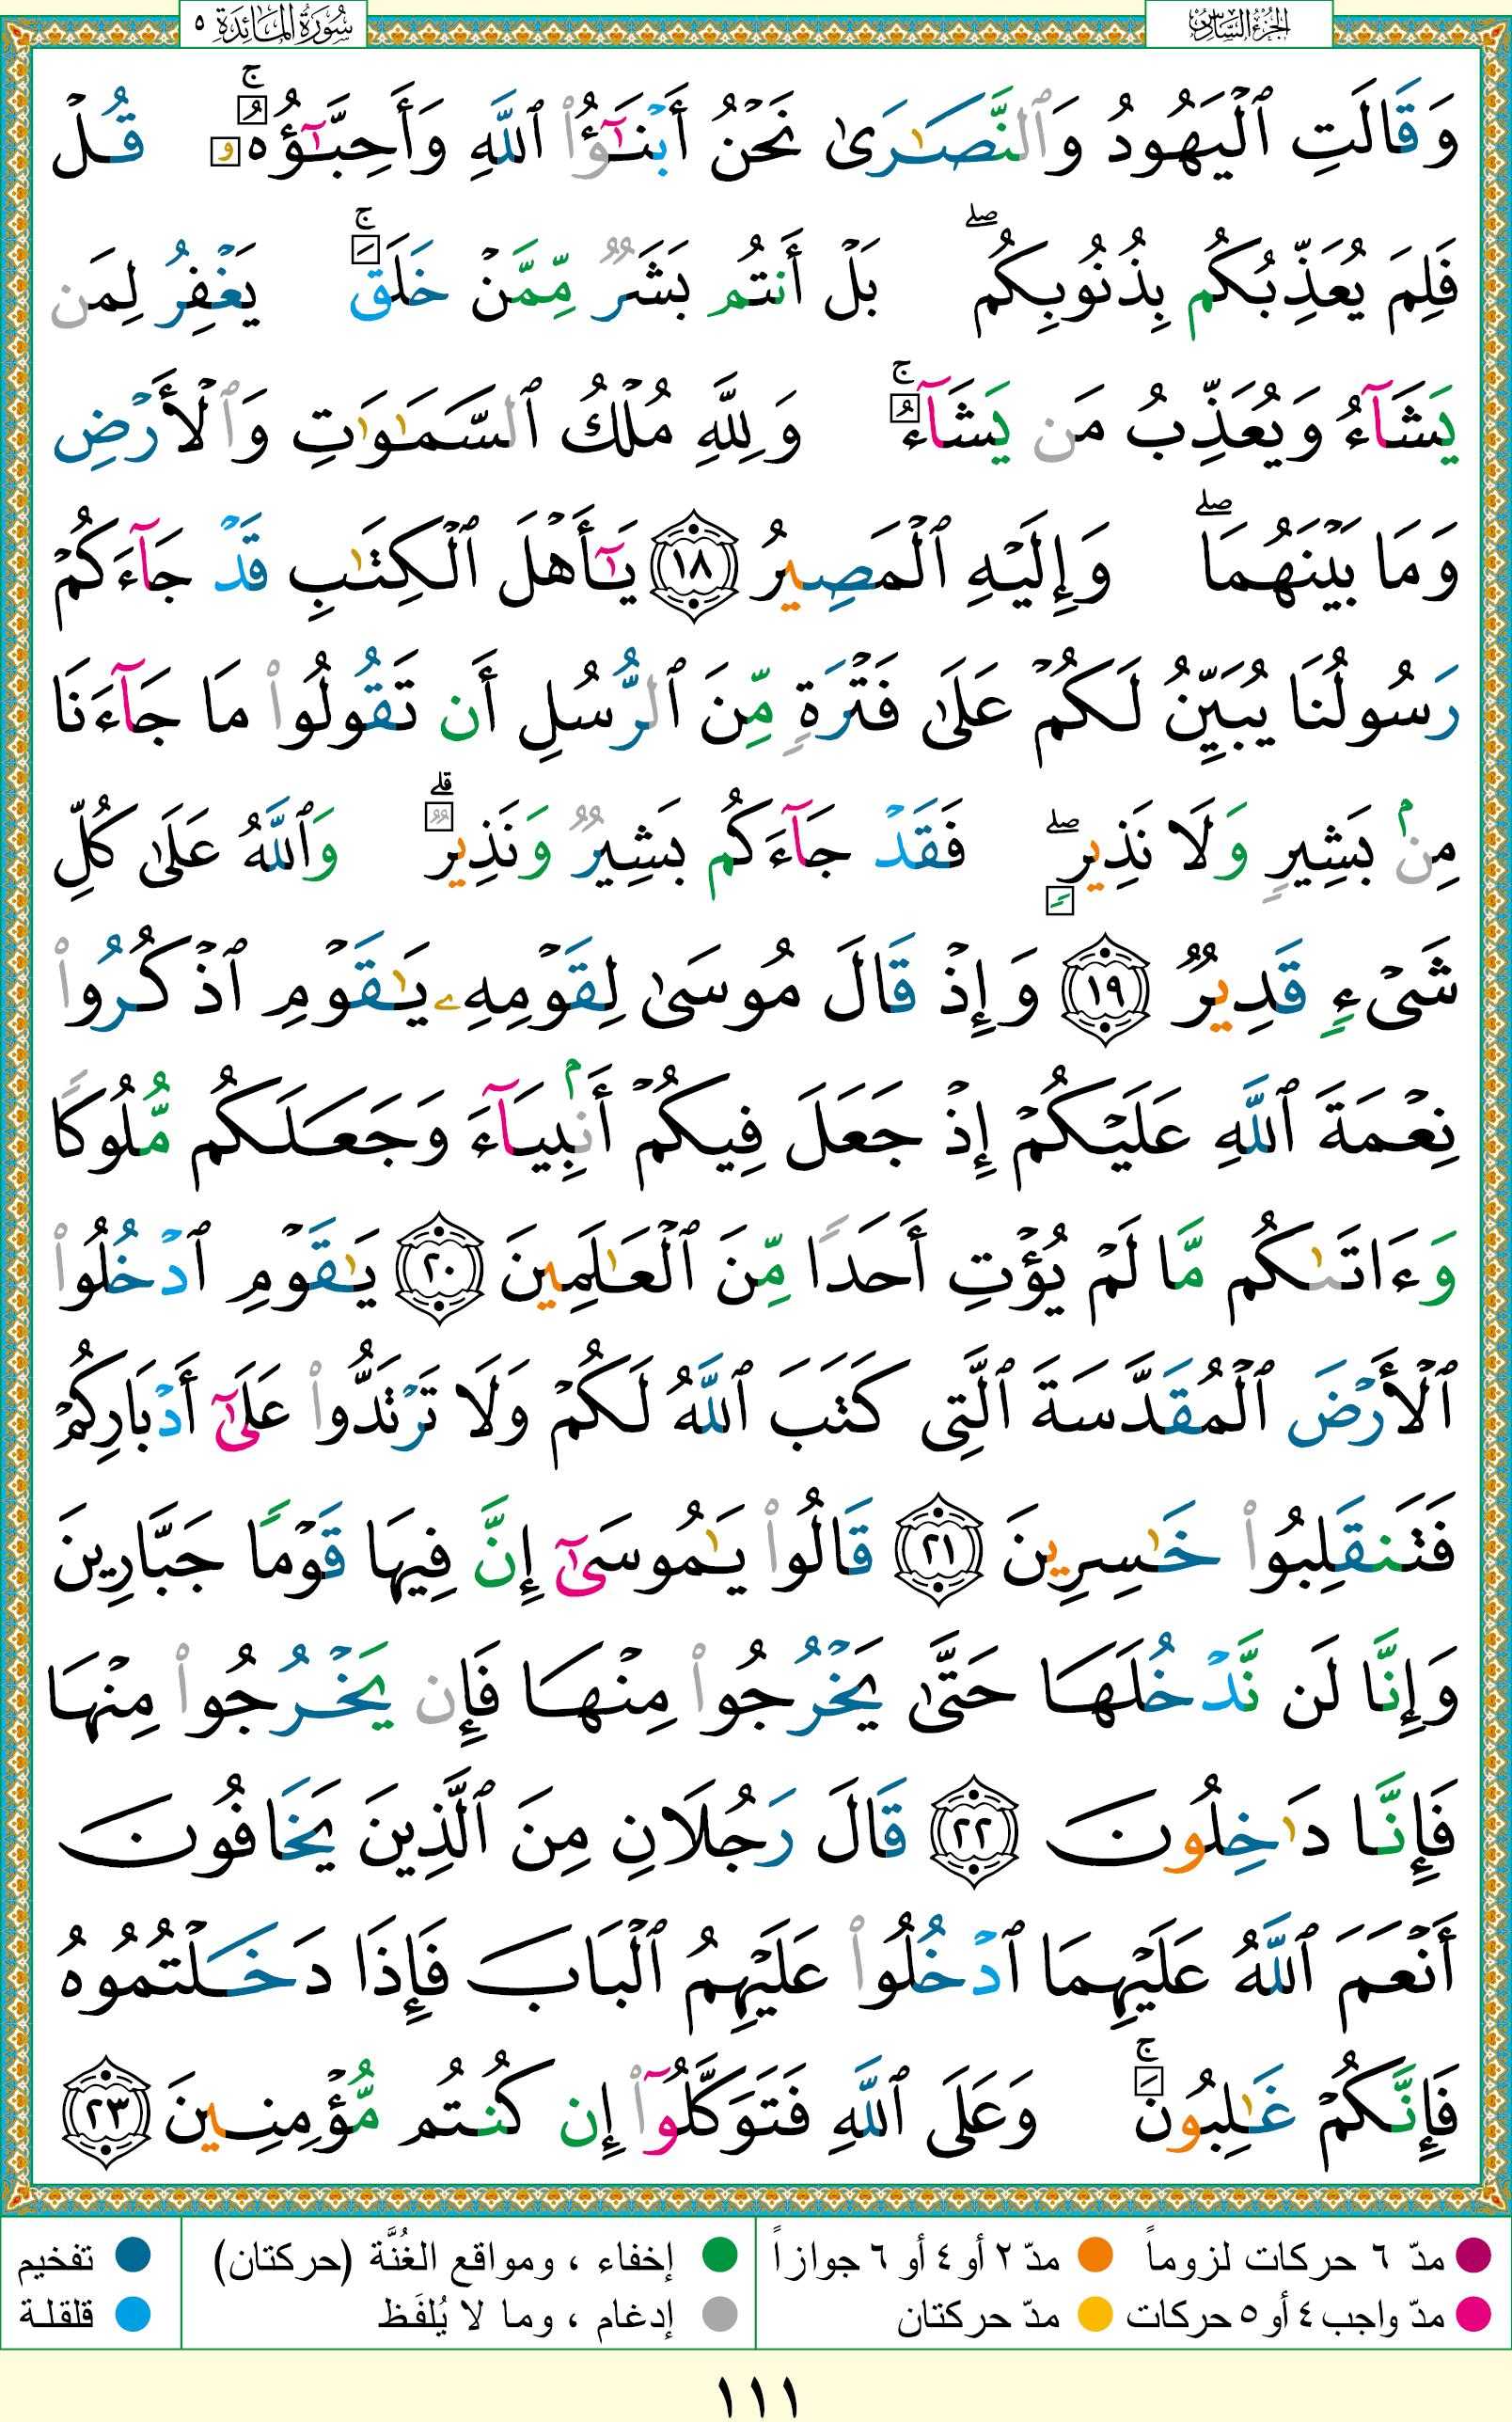 الجزء السادس
سورة المائدة ٥
وَقَالَتِ ٱلْيَهُودُ وَٱلنَّصَـٰرَىٰ نَحْنُ أَبْنَـٰٓؤُا۟ ٱللَّهِ وَأَحِبَّـٰٓؤُهُۥ ۚ قُلْ
فَلِمَ يُعَذِّبُكُم بِذُنُوبِكُم ۖ بَلْ أَنتُم بَشَرٌ مِّمَّنْ خَلَقَ ۚ يَغْفِرُ لِمَن
يَشَآءُ وَيُعَذِّبُ مَن يَشَآءُ ۚ وَلِلَّهِ مُلْكُ ٱلسَّمَـٰوَٰتِ وَٱلْأَرْضِ
وَمَا بَيْنَهُمَا ۖ وَإِلَيْهِ ٱلْمَصِيرُ ١٨ يَـٰٓأَهْلَ ٱلْكِتَـٰبِ قَدْ جَآءَكُمْ
رَسُولُنَا يُبَيِّنُ لَكُمْ عَلَىٰ فَتْرَةٍ مِّنَ ٱلرُّسُلِ أَن تَقُولُوا۟ مَا جَآءَنَا
مِنۢ بَشِيرٍ وَلَا نَذِيرٍ ۖ فَقَدْ جَآءَكُم بَشِيرٌ وَنَذِيرٌ ۗ وَٱللَّهُ عَلَىٰ كُلِّ
شَىْءٍ قَدِيرٌ ١٩ وَإِذْ قَالَ مُوسَىٰ لِقَوْمِهِۦ يَـٰقَوْمِ ٱذْكُرُوا۟
نِعْمَةَ ٱللَّهِ عَلَيْكُمْ إِذْ جَعَلَ فِيكُمْ أَنۢبِيَآءَ وَجَعَلَكُم مُّلُوكًا
وَءَاتَىٰكُم مَّا لَمْ يُؤْتِ أَحَدًا مِّنَ ٱلْعَـٰلَمِينَ ٢٠ يَـٰقَوْمِ ٱدْخُلُوا۟
ٱلْأَرْضَ ٱلْمُقَدَّسَةَ ٱلَّتِى كَتَبَ ٱللَّهُ لَكُمْ وَلَا تَرْتَدُّوا۟ عَلَىٰٓ أَدْبَارِكُمْ
فَتَنقَلِبُوا۟ خَـٰسِرِينَ ٢١ قَالُوا۟ يَـٰمُوسَىٰٓ إِنَّ فِيهَا قَوْمًا جَبَّارِينَ
وَإِنَّا لَن نَّدْخُلَهَا حَتَّىٰ يَخْرُجُوا۟ مِنْهَا فَإِن يَخْرُجُوا۟ مِنْهَا
فَإِنَّا دَٰخِلُونَ ٢٢ قَالَ رَجُلَانِ مِنَ ٱلَّذِينَ يَخَافُونَ
أَنْعَمَ ٱللَّهُ عَلَيْهِمَا ٱدْخُلُوا۟ عَلَيْهِمُ ٱلْبَابَ فَإِذَا دَخَلْتُمُوهُ
فَإِنَّكُمْ غَـٰلِبُونَ ۚ وَعَلَى ٱللَّهِ فَتَوَكَّلُوٓا۟ إِن كُنتُم مُّؤْمِنِينَ ٢٣
مدّ ٦ حركات لزوماً مدّ ٢ أو ٤ أو ٦ جوازاً إخفاء ، ومواقع الغُنَّة (حركتان) تفخيم
مدّ واجب ٤ أو ٥ حركات مدّ حركتان إدغام ، وما لا يُلفَظ قلقلة
١١١